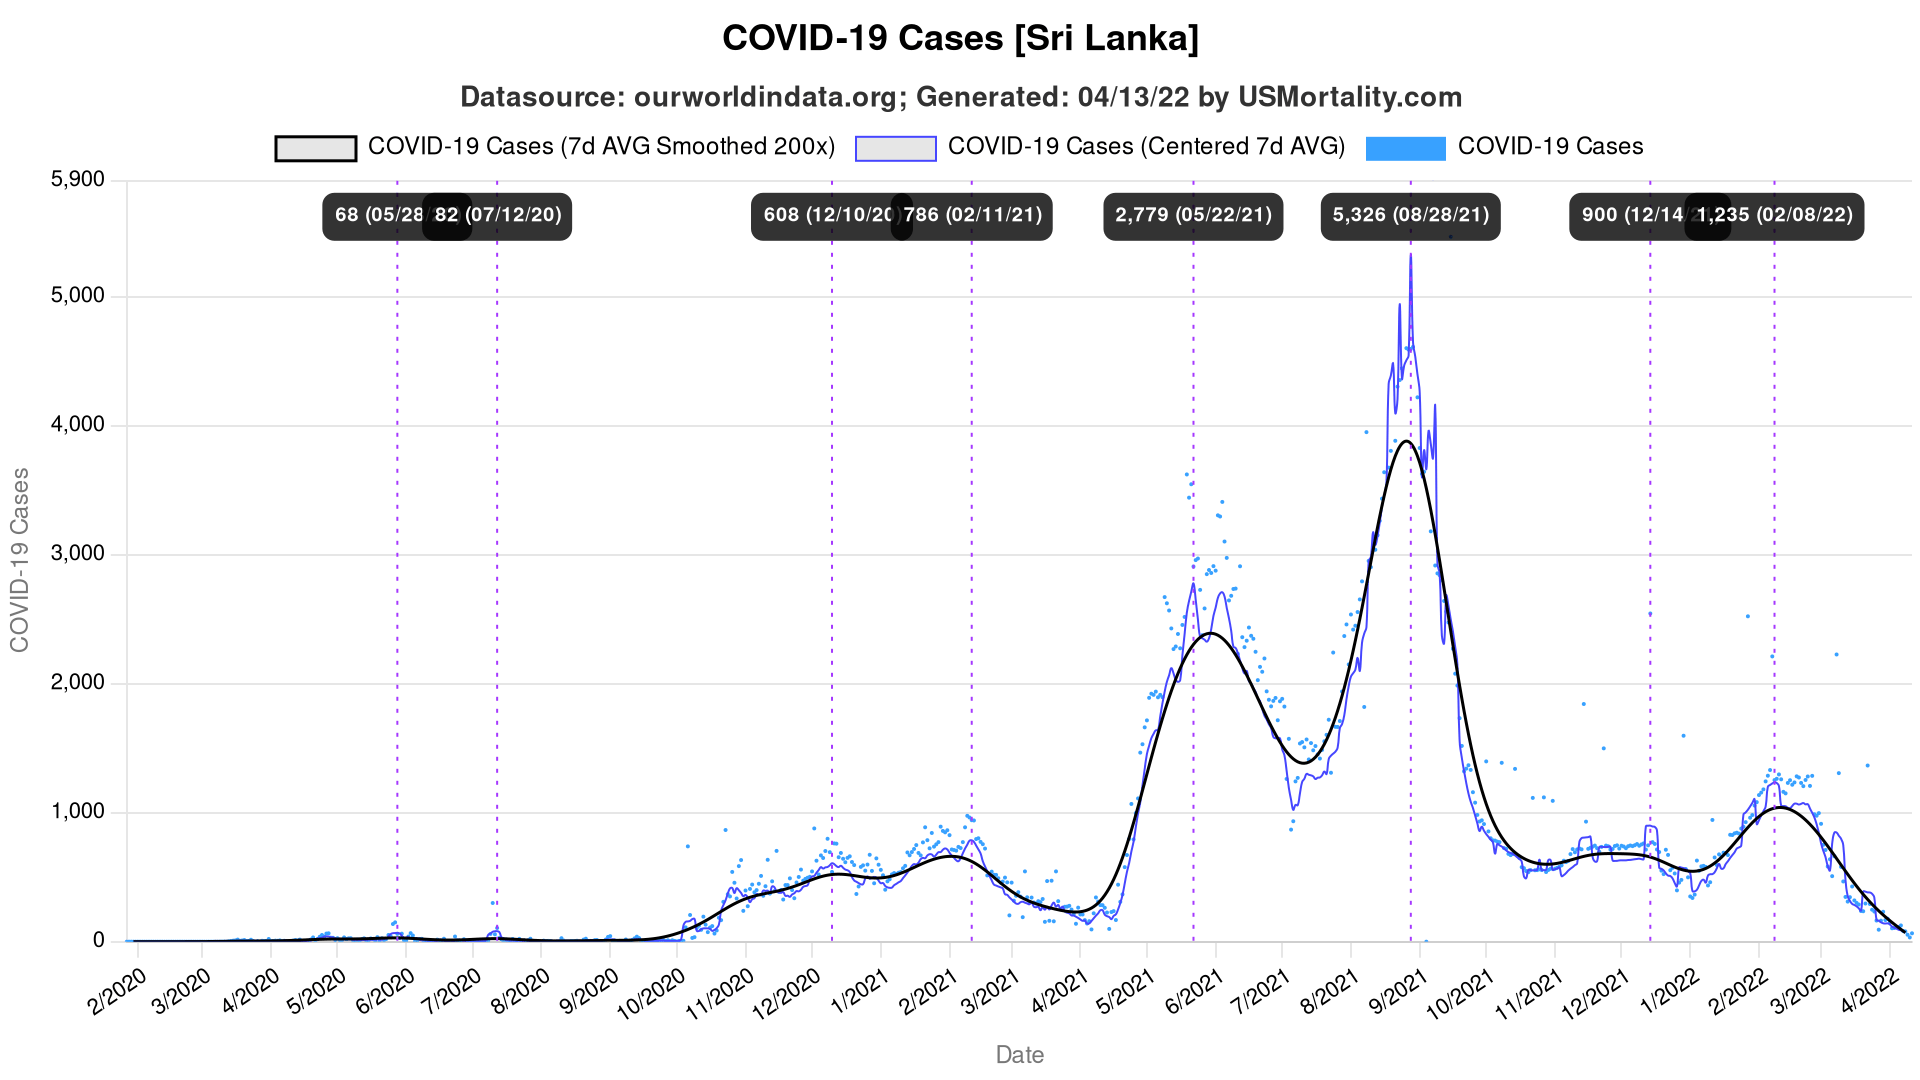 COVID-19 Cases [Sri Lanka]
Datasource: ourworldindata.org; Generated: 04/13/22 by USMortality.com
COVID-19 Cases (7d AVG Smoothed 200x) COVID-19 Cases (Centered 7d AVG) COVID-19 Cases
5,900
68 (05/28 82 (07/12/20) 608 (12/10/20) 786 (02/11/21) 2,779 (05/22/21) 5,326 (08/28/21) 900 (12/14 1,235 (02/08/22)
5,000
4,000
3,000
2,000
1,000
0
COVID-19 Cases
2/2020 3/2020 4/2020 5/2020 6/2020 7/2020 8/2020 9/2020 10/2020 11/2020 12/2020 1/2021 2/2021 3/2021 4/2021 5/2021 6/2021 7/2021 8/2021 9/2021 10/2021 11/2021 12/2021 1/2022 2/2022 3/2022 4/2022
Date